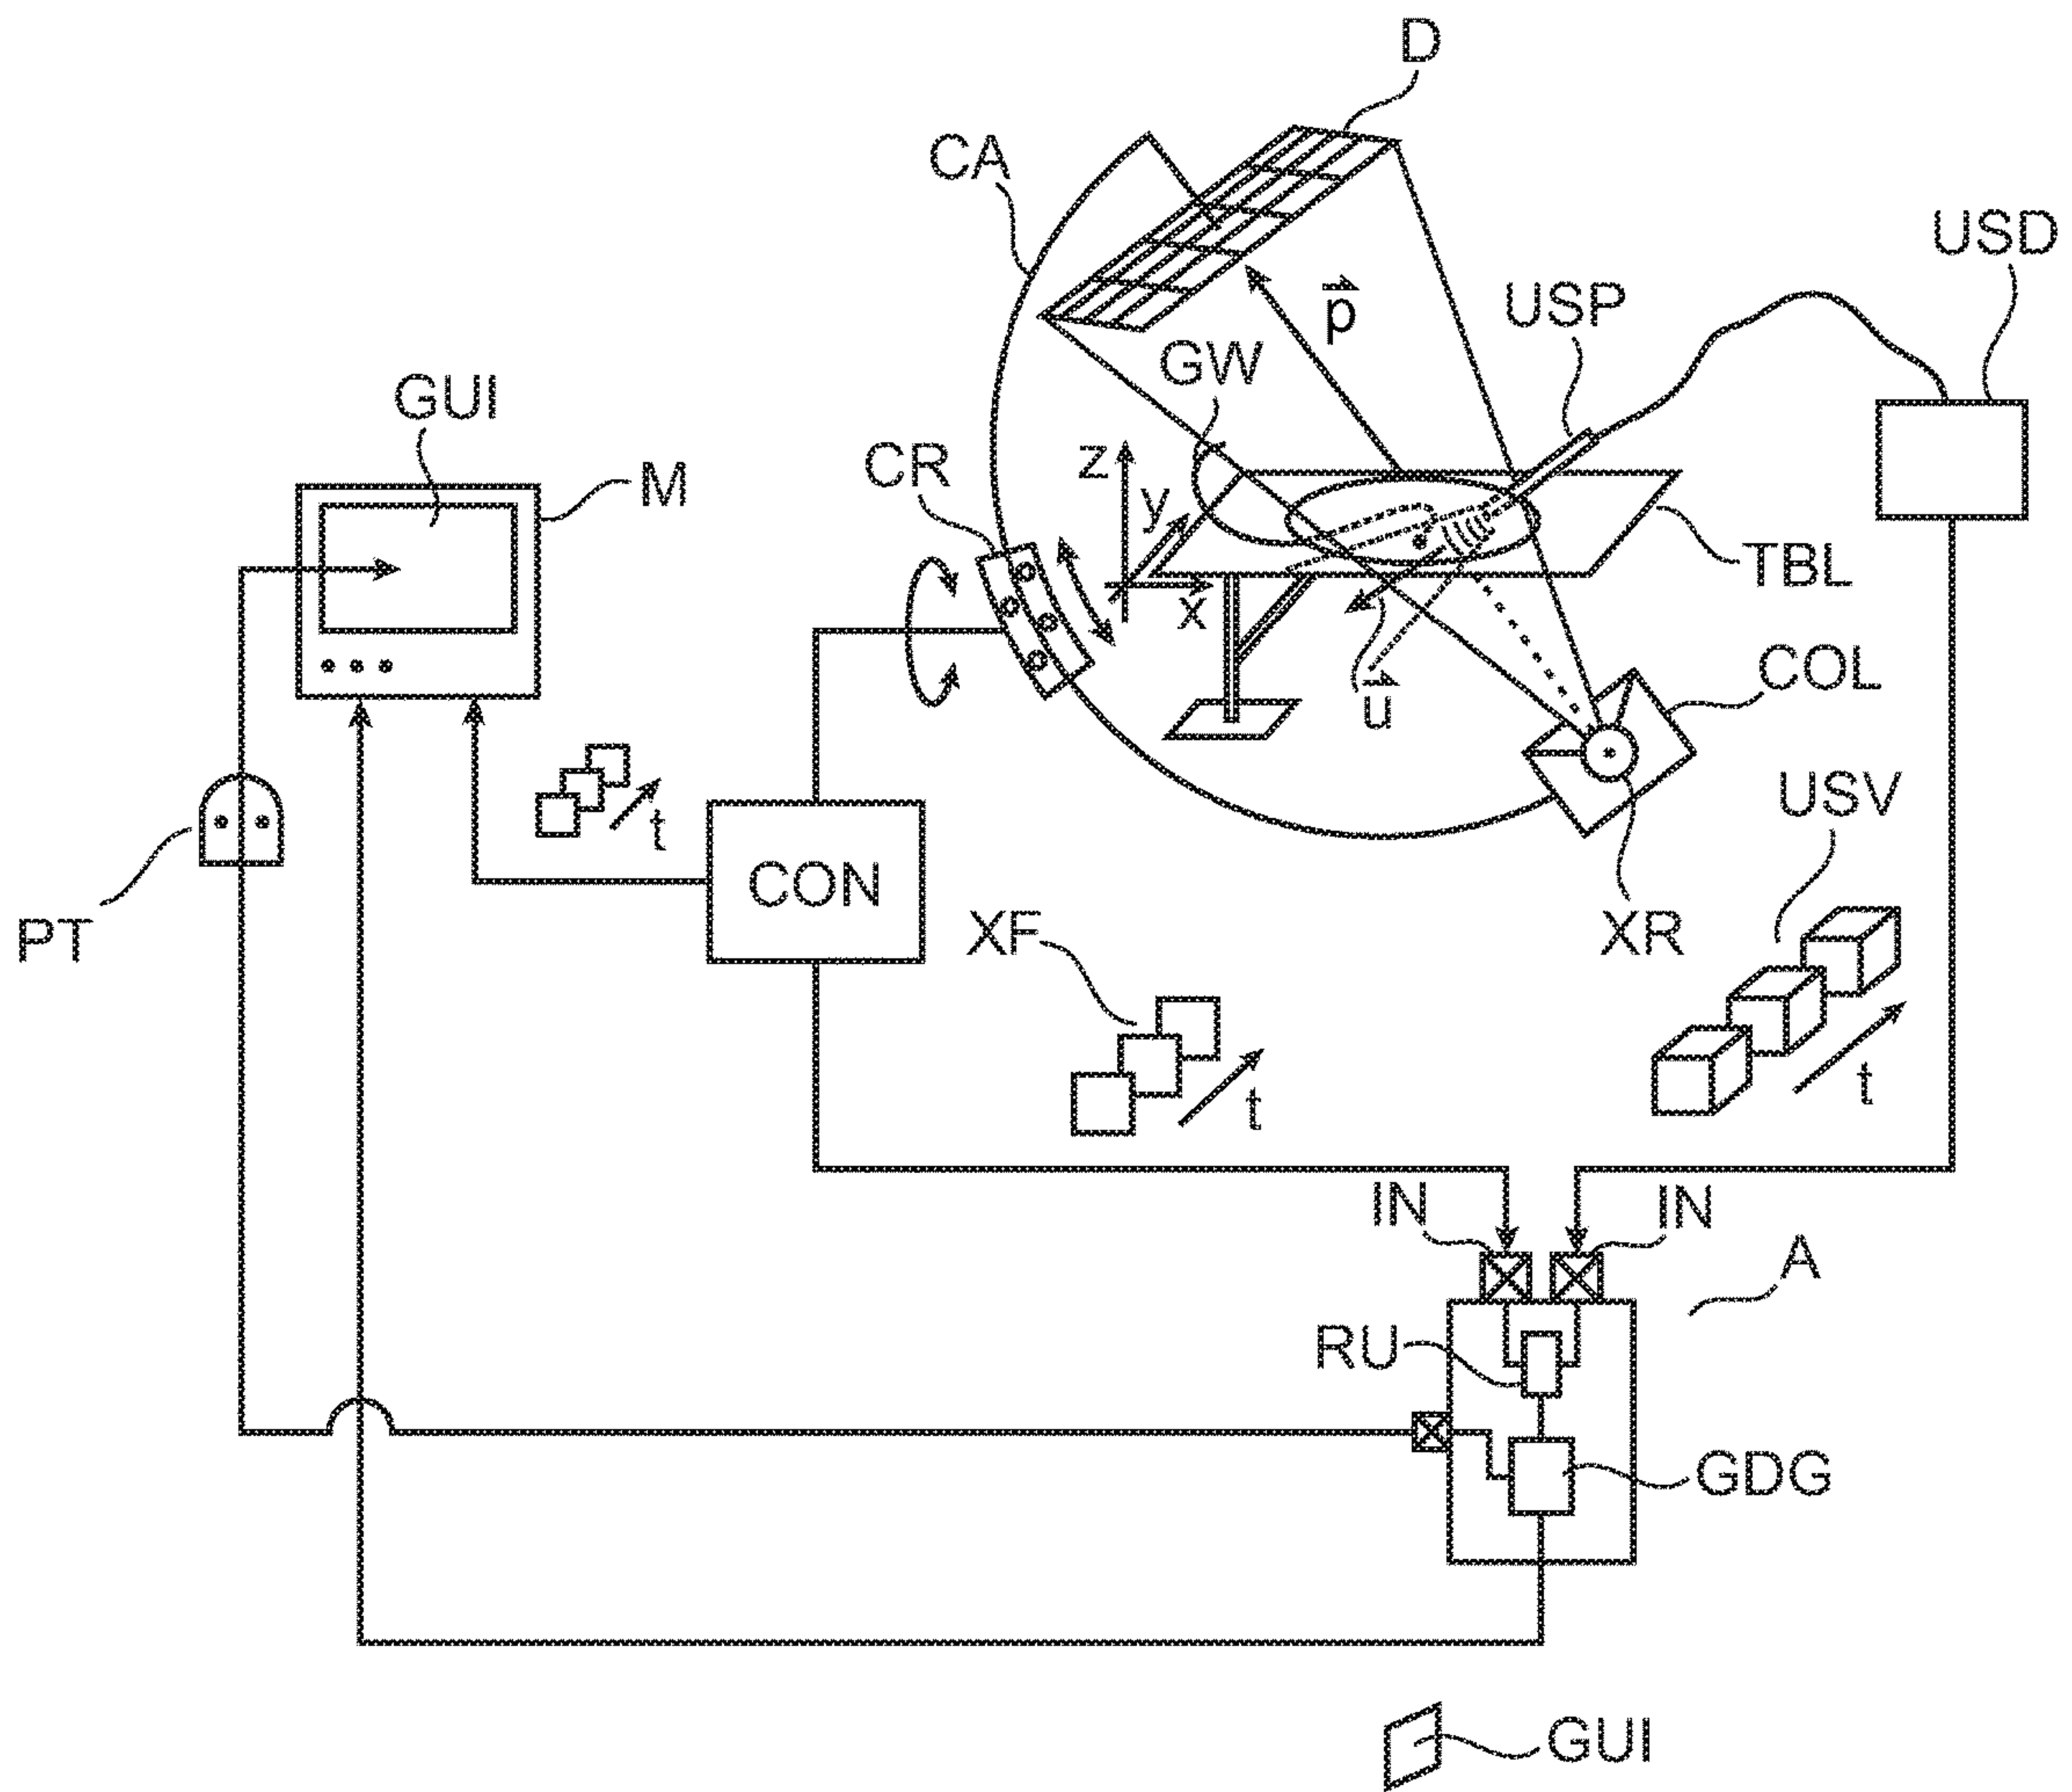 D
CA
USD
p
USP
GW
GUI
z
CR
M
y
TBL
x
COL
u
USV
t
CON
PT
XF
XR
t
t
IN
IN
A
RU
GDG
GUI